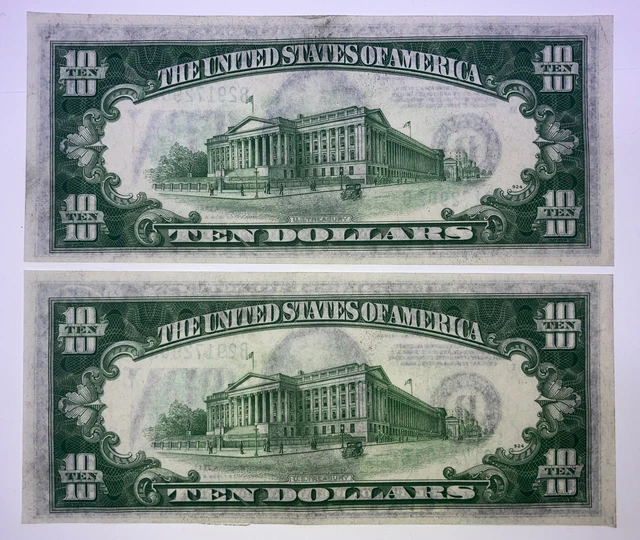 10 10
TEN TEN
THE UNITED STATES OF AMERICA
10 10
TEN TEN
U.S. TREASURY
TEN DOLLARS
10 10
TEN TEN
THE UNITED STATES OF AMERICA
10 10
TEN TEN
U.S. TREASURY
TEN DOLLARS